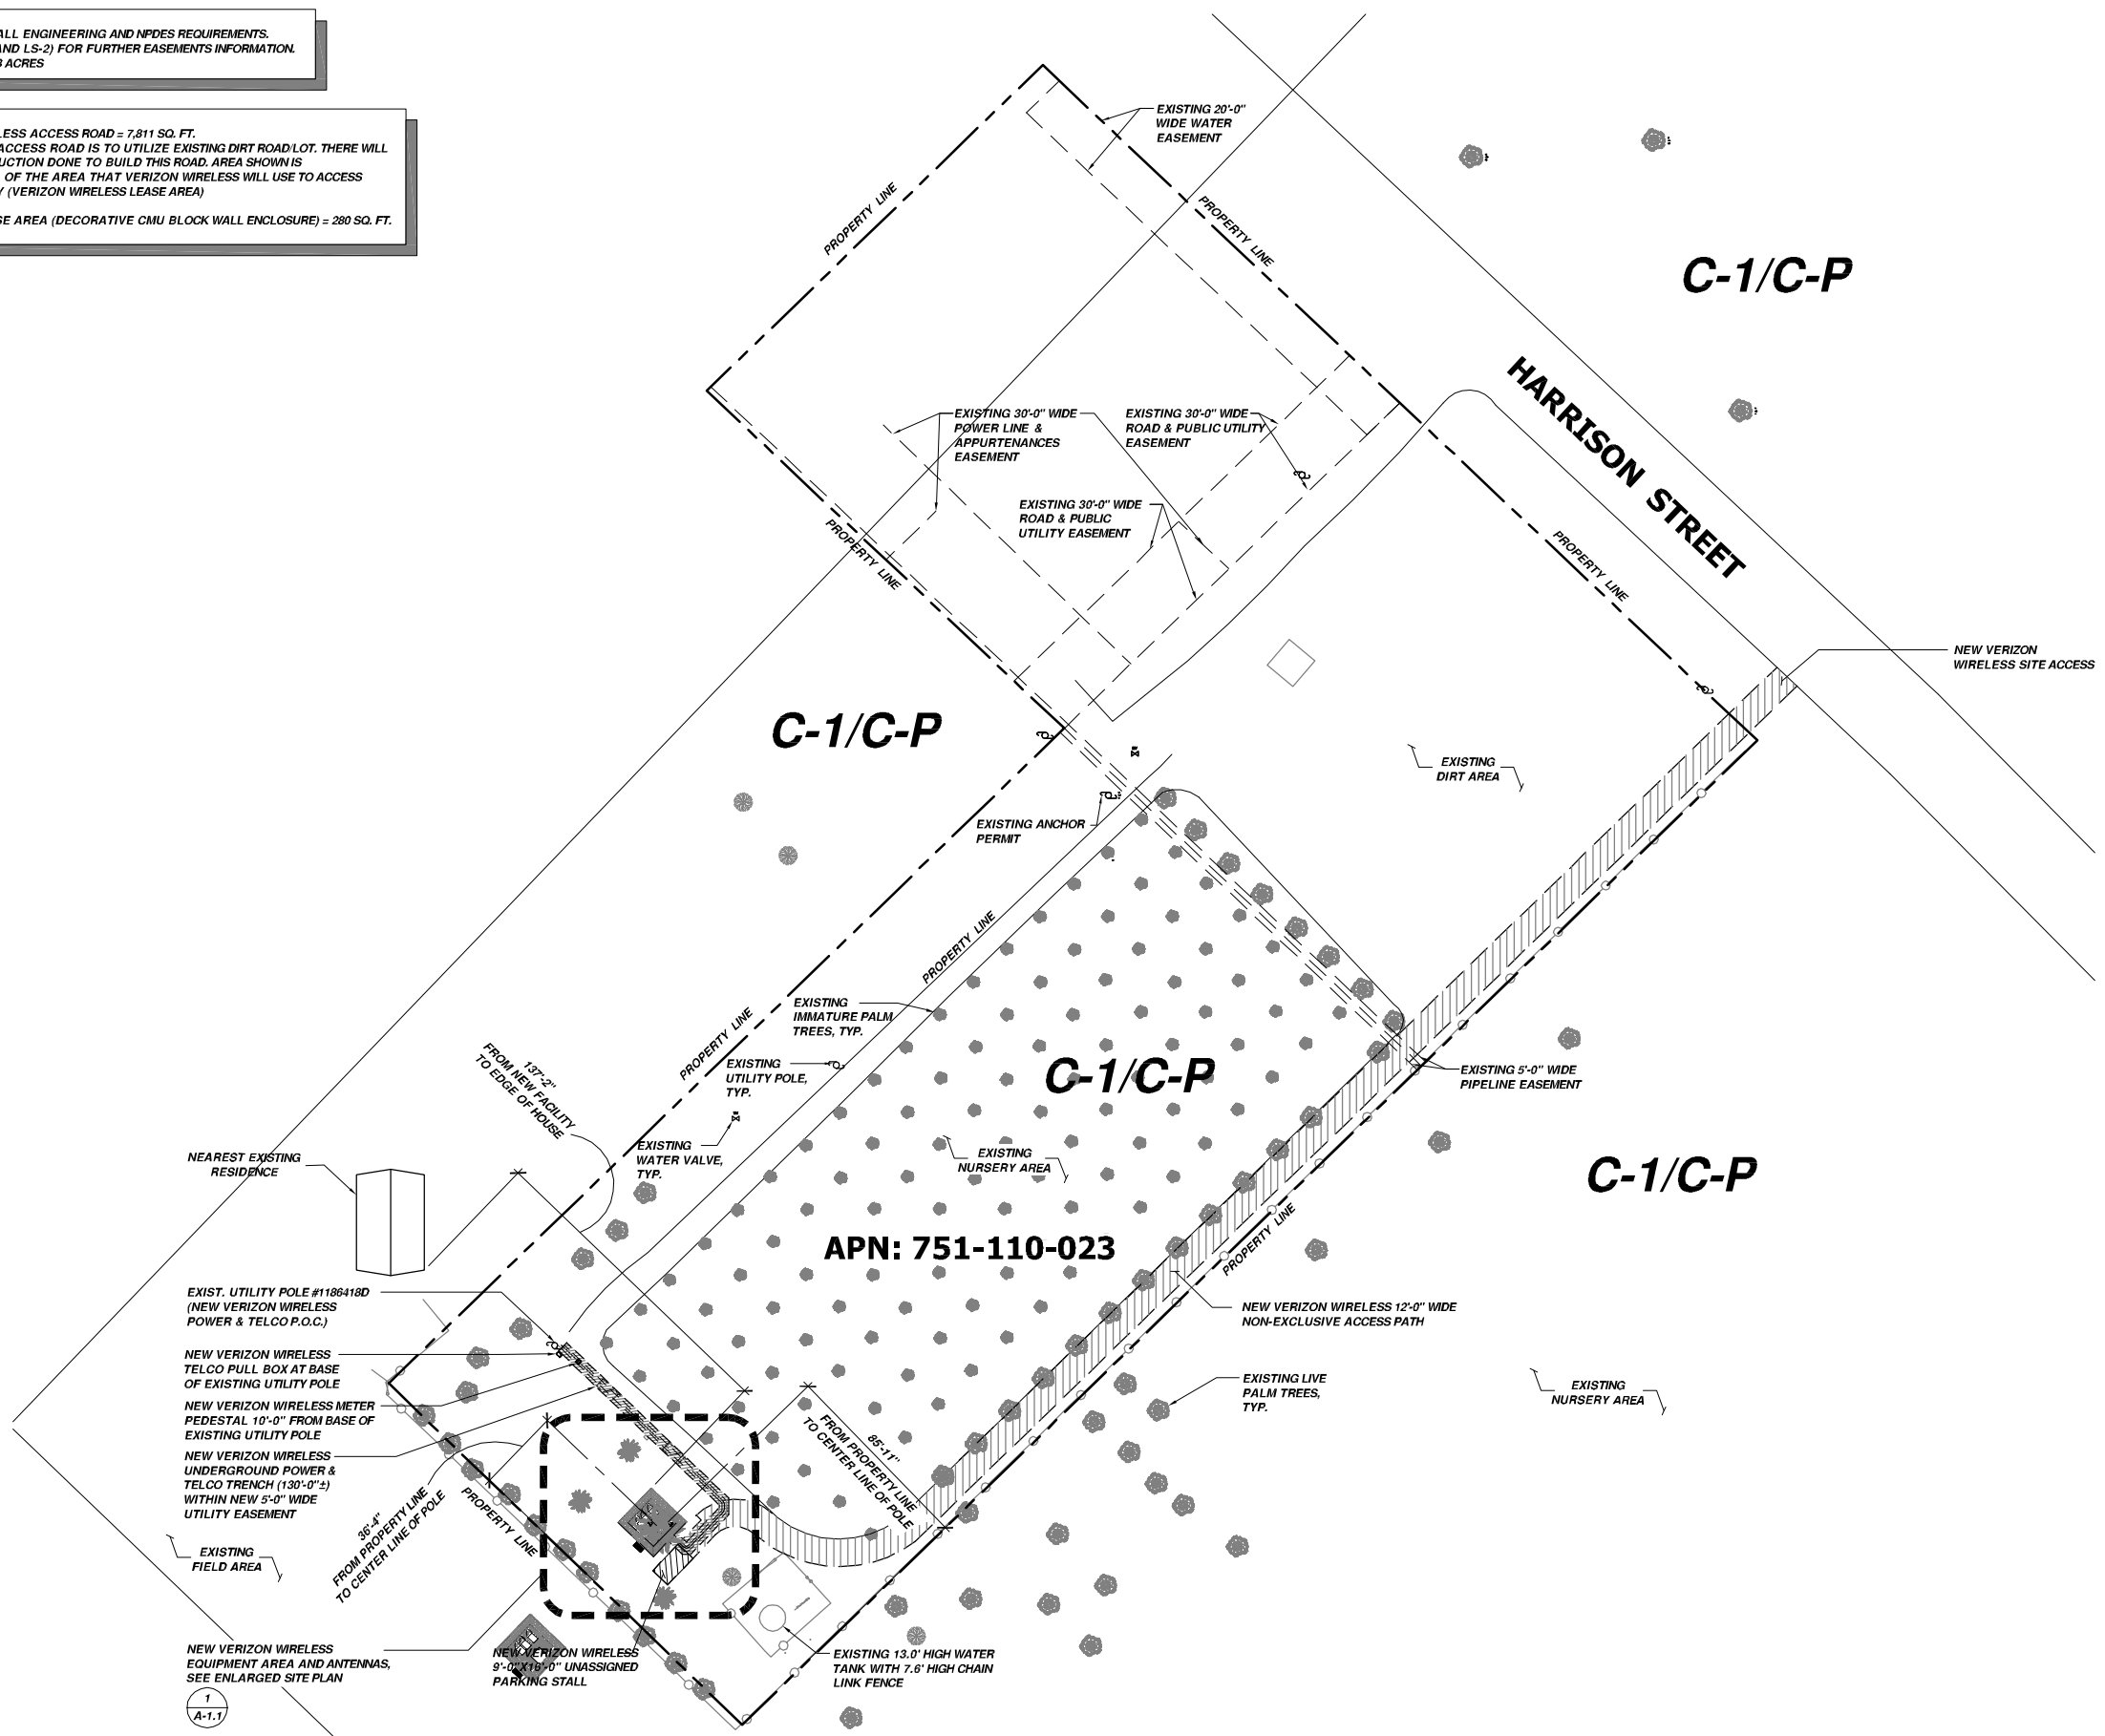 ALL ENGINEERING AND NPDES REQUIREMENTS.
AND LS-2) FOR FURTHER EASEMENTS INFORMATION.
ACRES
LESS ACCESS ROAD = 7,811 SQ. FT.
ACCESS ROAD IS TO UTILIZE EXISTING DIRT ROAD/LOT. THERE WILL
UCTION DONE TO BUILD THIS ROAD. AREA SHOWN IS
OF THE AREA THAT VERIZON WIRELESS WILL USE TO ACCESS
Y (VERIZON WIRELESS LEASE AREA)
SE AREA (DECORATIVE CMU BLOCK WALL ENCLOSURE) = 280 SQ. FT.
EXISTING 20'-0"
WIDE WATER
EASEMENT
PROPERTY LINE
PROPERTY LINE
C-1/C-P
HARRISON STREET
EXISTING 30'-0" WIDE
POWER LINE &
APPURTENANCES
EASEMENT
EXISTING 30'-0" WIDE
ROAD & PUBLIC UTILITY
EASEMENT
EXISTING 30'-0" WIDE
ROAD & PUBLIC
UTILITY EASEMENT
PROPERTY LINE
PROPERTY LINE
NEW VERIZON
WIRELESS SITE ACCESS
C-1/C-P
EXISTING
DIRT AREA
EXISTING ANCHOR
PERMIT
PROPERTY LINE
EXISTING
IMMATURE PALM
TREES, TYP.
PROPERTY LINE
EXISTING
UTILITY POLE,
TYP.
C-1/C-P
EXISTING 5'-0" WIDE
PIPELINE EASEMENT
137'-2"
FROM NEW FACILITY
TO EDGE OF HOUSE
EXISTING
WATER VALVE,
TYP.
EXISTING
NURSERY AREA
C-1/C-P
NEAREST EXISTING
RESIDENCE
APN: 751-110-023
PROPERTY LINE
EXIST. UTILITY POLE #1186418D
(NEW VERIZON WIRELESS
POWER & TELCO P.O.C.)
NEW VERIZON WIRELESS 12'-0" WIDE
NON-EXCLUSIVE ACCESS PATH
NEW VERIZON WIRELESS
TELCO PULL BOX AT BASE
OF EXISTING UTILITY POLE
EXISTING LIVE
PALM TREES,
TYP.
EXISTING
NURSERY AREA
NEW VERIZON WIRELESS METER
PEDESTAL 10'-0" FROM BASE OF
EXISTING UTILITY POLE
85'-11"
FROM PROPERTY LINE
TO CENTER LINE OF POLE
NEW VERIZON WIRELESS
UNDERGROUND POWER &
TELCO TRENCH (130'-0"±)
WITHIN NEW 5'-0" WIDE
UTILITY EASEMENT
PROPERTY LINE
36'-4"
FROM PROPERTY LINE
TO CENTER LINE OF POLE
EXISTING
FIELD AREA
NEW VERIZON WIRELESS
EQUIPMENT AREA AND ANTENNAS,
SEE ENLARGED SITE PLAN
1
A-1.1
NEW VERIZON WIRELESS
9'-0"X16'-0" UNASSIGNED
PARKING STALL
EXISTING 13.0' HIGH WATER
TANK WITH 7.6' HIGH CHAIN
LINK FENCE